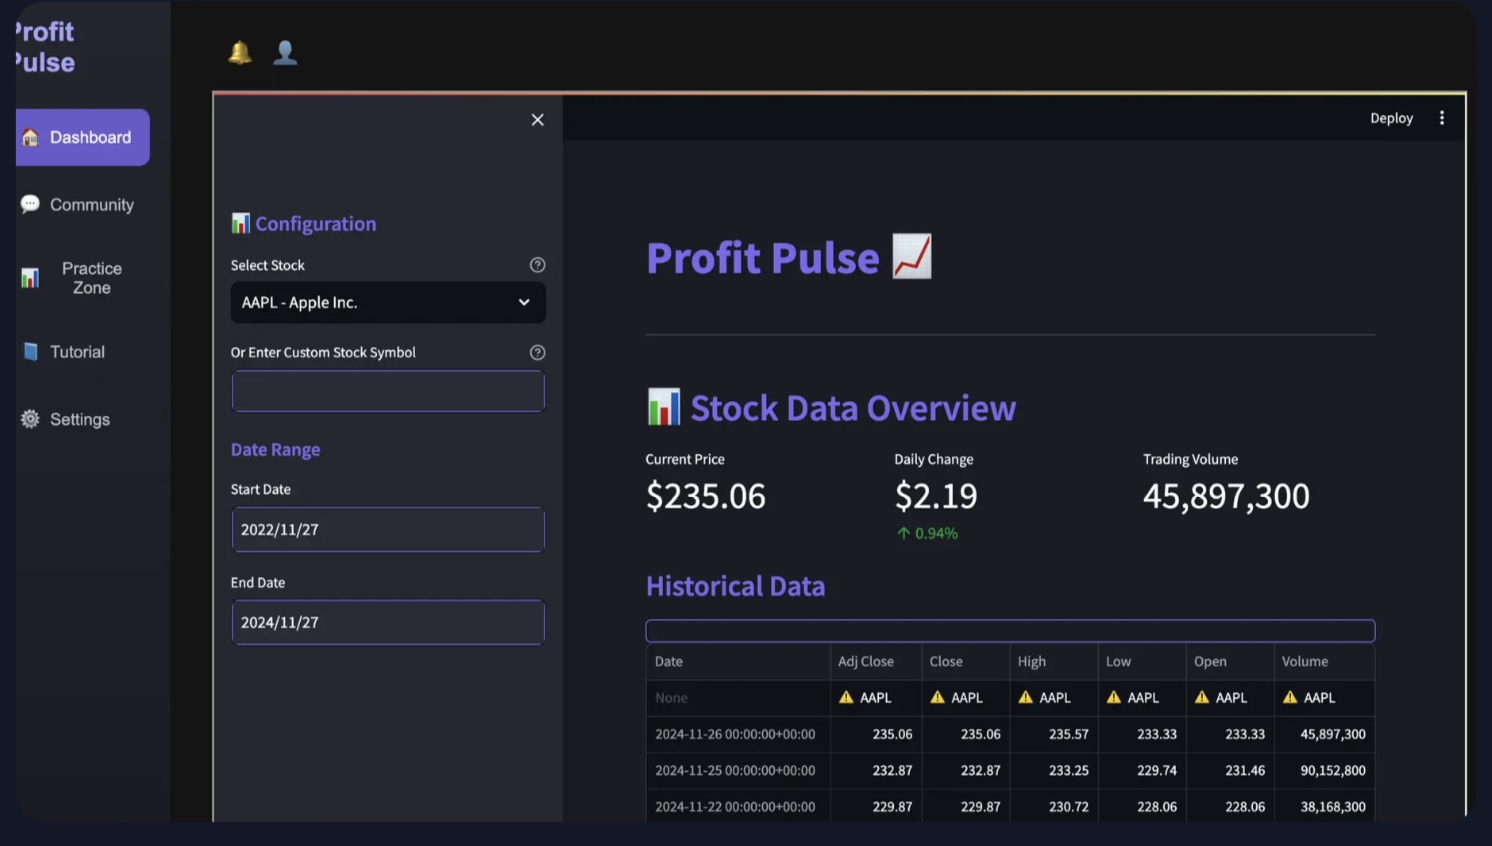 Profit
Pulse
Dashboard
Community
Practice
Zone
Tutorial
Settings
Configuration
Select Stock
AAPL - Apple Inc.
Or Enter Custom Stock Symbol
Date Range
Start Date
2022/11/27
End Date
2024/11/27
Deploy
Profit Pulse
Stock Data Overview
Current Price Daily Change Trading Volume
$235.06 $2.19 45,897,300
↑ 0.94%
Historical Data
Date Adj Close Close High Low Open Volume
None AAPL AAPL AAPL AAPL AAPL AAPL
2024-11-26 00:00:00+00:00 235.06 235.06 235.57 233.33 233.33 45,897,300
2024-11-25 00:00:00+00:00 232.87 232.87 233.25 229.74 231.46 90,152,800
2024-11-22 00:00:00+00:00 229.87 229.87 230.72 228.06 228.06 38,168,300